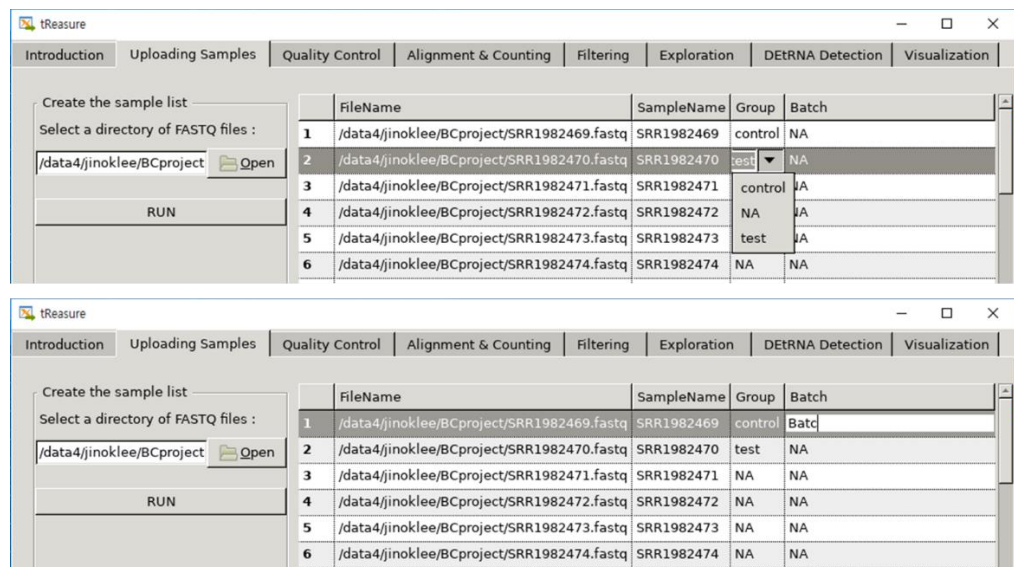 tReasure
Introduction Uploading Samples Quality Control Alignment & Counting Filtering Exploration DEtRNA Detection Visualization
Create the sample list
Select a directory of FASTQ files :
/data4/jinoklee/BCproject Open
RUN
FileName SampleName Group Batch
1 /data4/jinoklee/BCproject/SRR1982469.fastq SRR1982469 control NA
2 /data4/jinoklee/BCproject/SRR1982470.fastq SRR1982470 test NA
3 /data4/jinoklee/BCproject/SRR1982471.fastq SRR1982471 control NA
4 /data4/jinoklee/BCproject/SRR1982472.fastq SRR1982472 NA NA
5 /data4/jinoklee/BCproject/SRR1982473.fastq SRR1982473 test NA
6 /data4/jinoklee/BCproject/SRR1982474.fastq SRR1982474 NA NA
tReasure
Introduction Uploading Samples Quality Control Alignment & Counting Filtering Exploration DEtRNA Detection Visualization
Create the sample list
Select a directory of FASTQ files :
/data4/jinoklee/BCproject Open
RUN
FileName SampleName Group Batch
1 /data4/jinoklee/BCproject/SRR1982469.fastq SRR1982469 control Batc
2 /data4/jinoklee/BCproject/SRR1982470.fastq SRR1982470 test NA
3 /data4/jinoklee/BCproject/SRR1982471.fastq SRR1982471 NA NA
4 /data4/jinoklee/BCproject/SRR1982472.fastq SRR1982472 NA NA
5 /data4/jinoklee/BCproject/SRR1982473.fastq SRR1982473 NA NA
6 /data4/jinoklee/BCproject/SRR1982474.fastq SRR1982474 NA NA